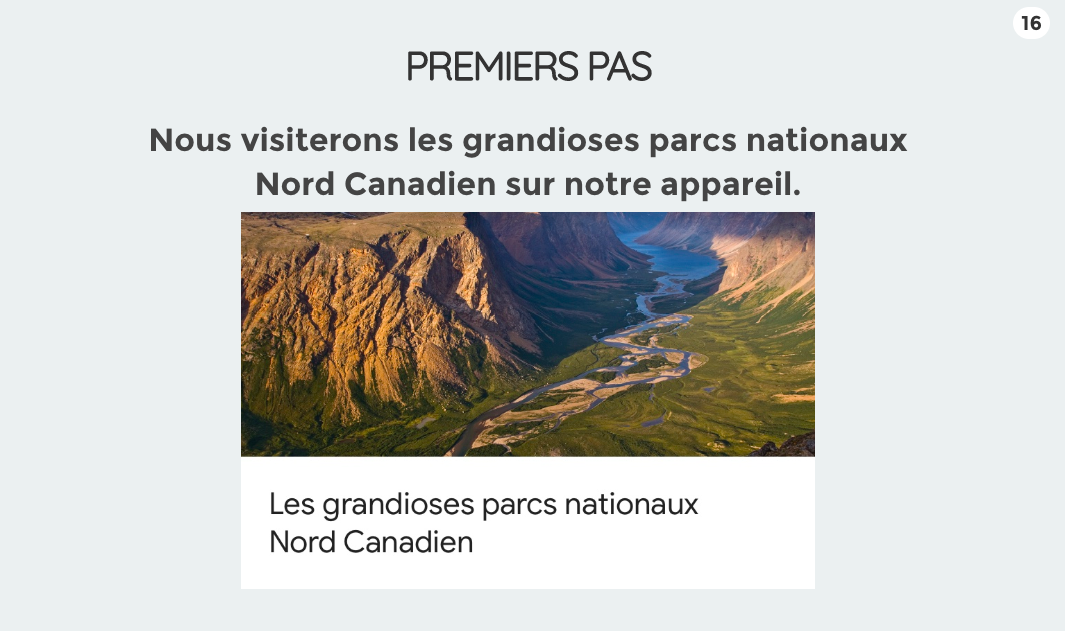 16
PREMIERS PAS
Nous visiterons les grandioses parcs nationaux
Nord Canadien sur notre appareil.
Les grandioses parcs nationaux
Nord Canadien